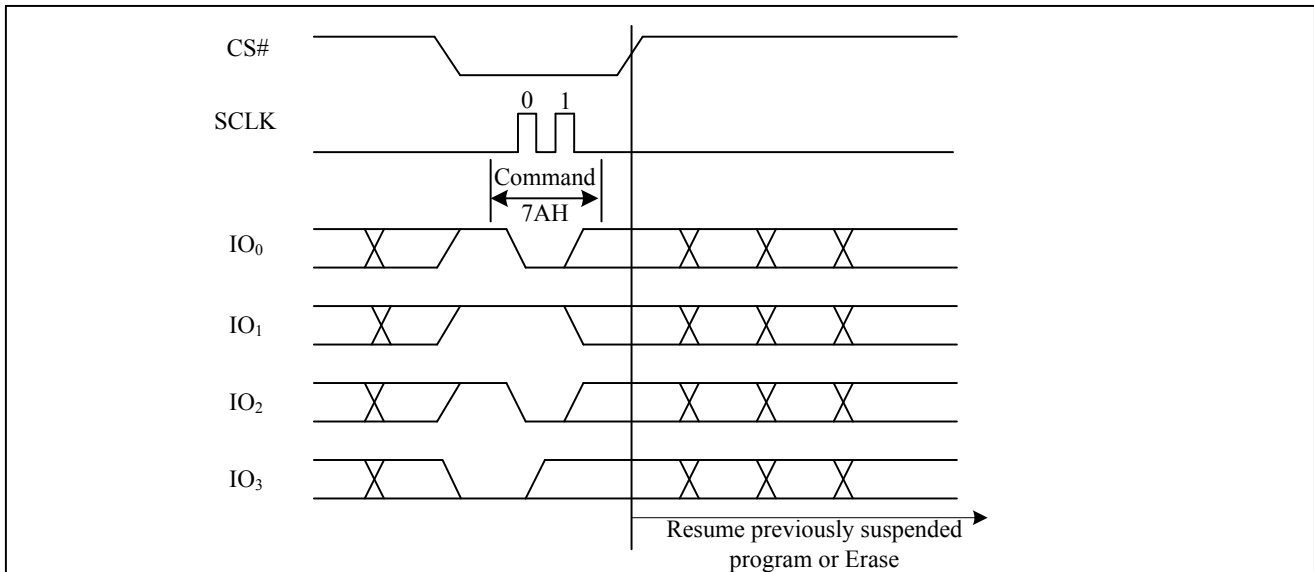 CS#
0 1
SCLK
Command
7AH
IO₀
IO₁
IO₂
IO₃
Resume previously suspended
program or Erase